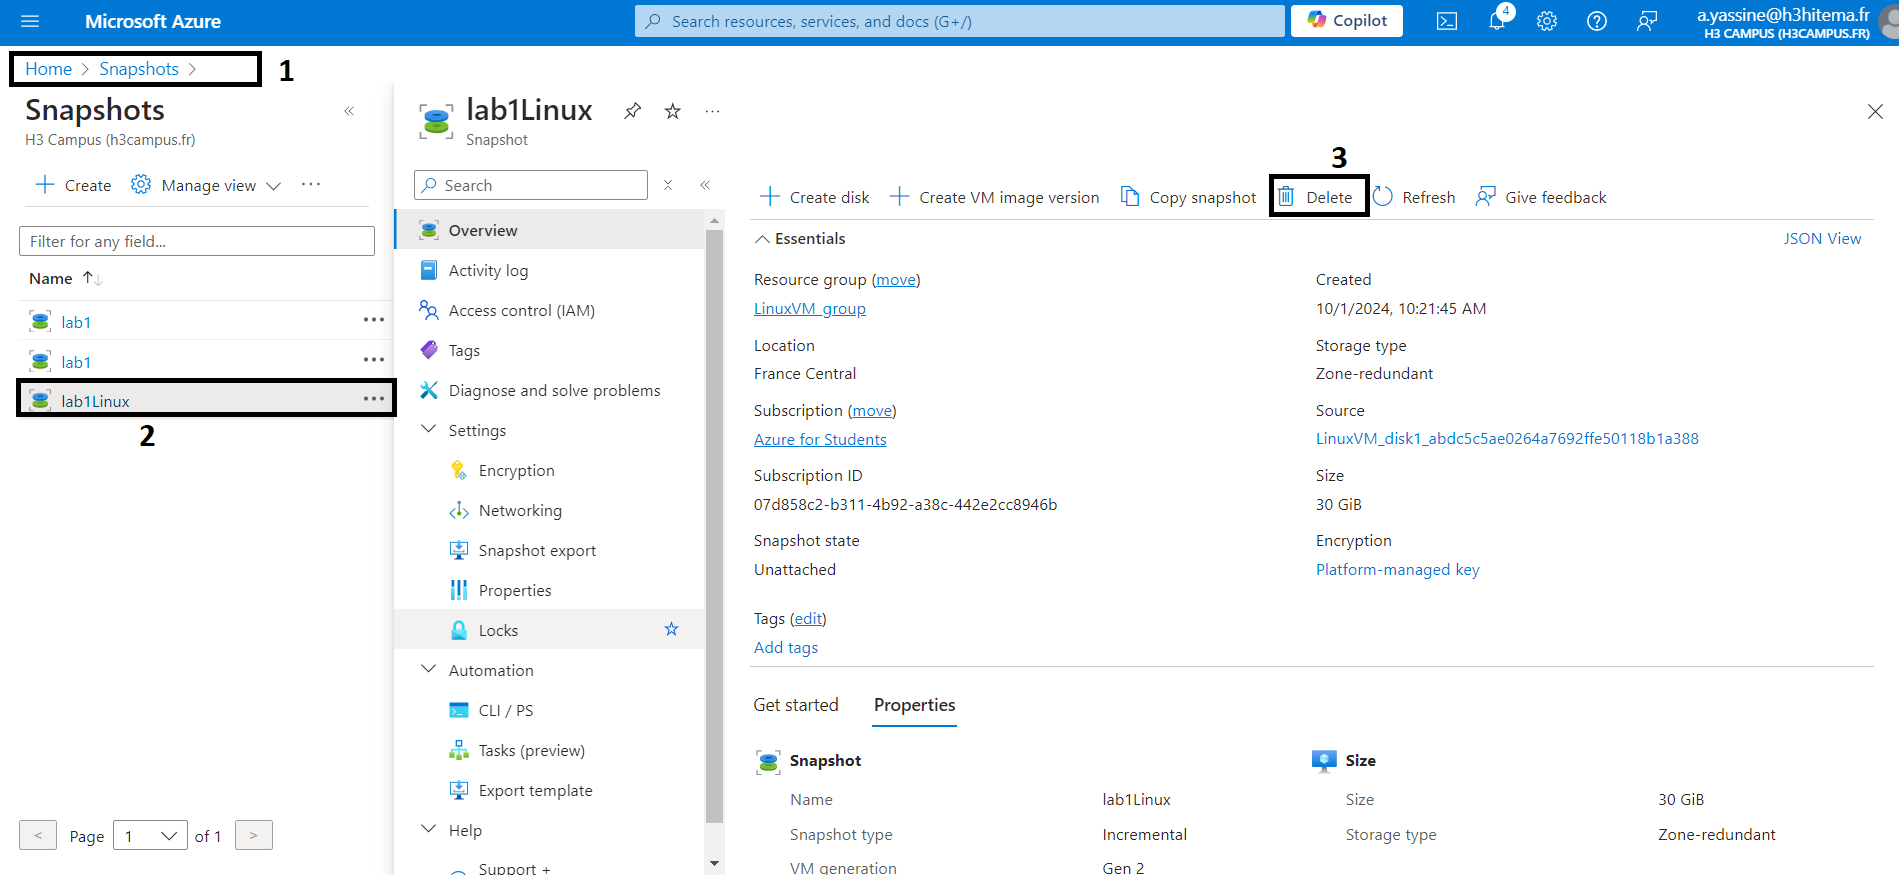 Microsoft Azure
Search resources, services, and docs (G+/)
Copilot
4
a.yassine@h3hitema.fr
H3 CAMPUS (H3CAMPUS.FR)
Home > Snapshots >
1
Snapshots
«
H3 Campus (h3campus.fr)
+ Create
Manage view
...
Filter for any field...
Name ↑↓
lab1
...
lab1
...
lab1Linux
...
2
< Page 1 of 1 >
lab1Linux
...
Snapshot
Search
«
Overview
Activity log
Access control (IAM)
Tags
Diagnose and solve problems
Settings
Encryption
Networking
Snapshot export
Properties
Locks
Automation
CLI / PS
Tasks (preview)
Export template
Help
Support +
3
+ Create disk
+ Create VM image version
Copy snapshot
Delete
Refresh
Give feedback
Essentials
JSON View
Resource group (move)
LinuxVM_group
Location
France Central
Subscription (move)
Azure for Students
Subscription ID
07d858c2-b311-4b92-a38c-442e2cc8946b
Snapshot state
Unattached
Created
10/1/2024, 10:21:45 AM
Storage type
Zone-redundant
Source
LinuxVM_disk1_abdc5c5ae0264a7692ffe50118b1a388
Size
30 GiB
Encryption
Platform-managed key
Tags (edit)
Add tags
Get started
Properties
Snapshot
Name lab1Linux
Snapshot type Incremental
VM generation Gen 2
Size
Size 30 GiB
Storage type Zone-redundant